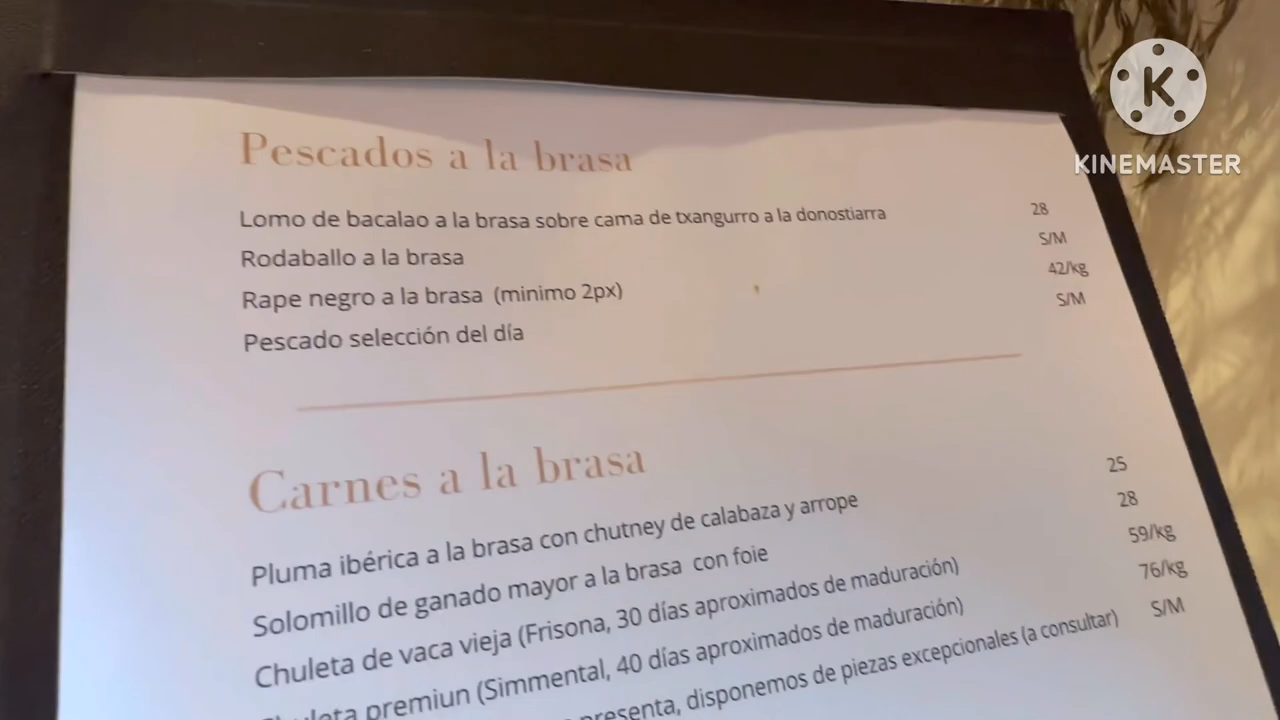 K
KINEMASTER
Pescados a la brasa
Lomo de bacalao a la brasa sobre cama de txangurro a la donostiarra 28
Rodaballo a la brasa S/M
Rape negro a la brasa (minimo 2px) 42/kg
Pescado selección del día S/M
Carnes a la brasa
Pluma ibérica a la brasa con chutney de calabaza y arrope 25
Solomillo de ganado mayor a la brasa con foie 28
Chuleta de vaca vieja (Frisona, 30 días aproximados de maduración) 59/kg
Chuleta premiun (Simmental, 40 días aproximados de maduración) 76/kg
presenta, disponemos de piezas excepcionales (a consultar) S/M